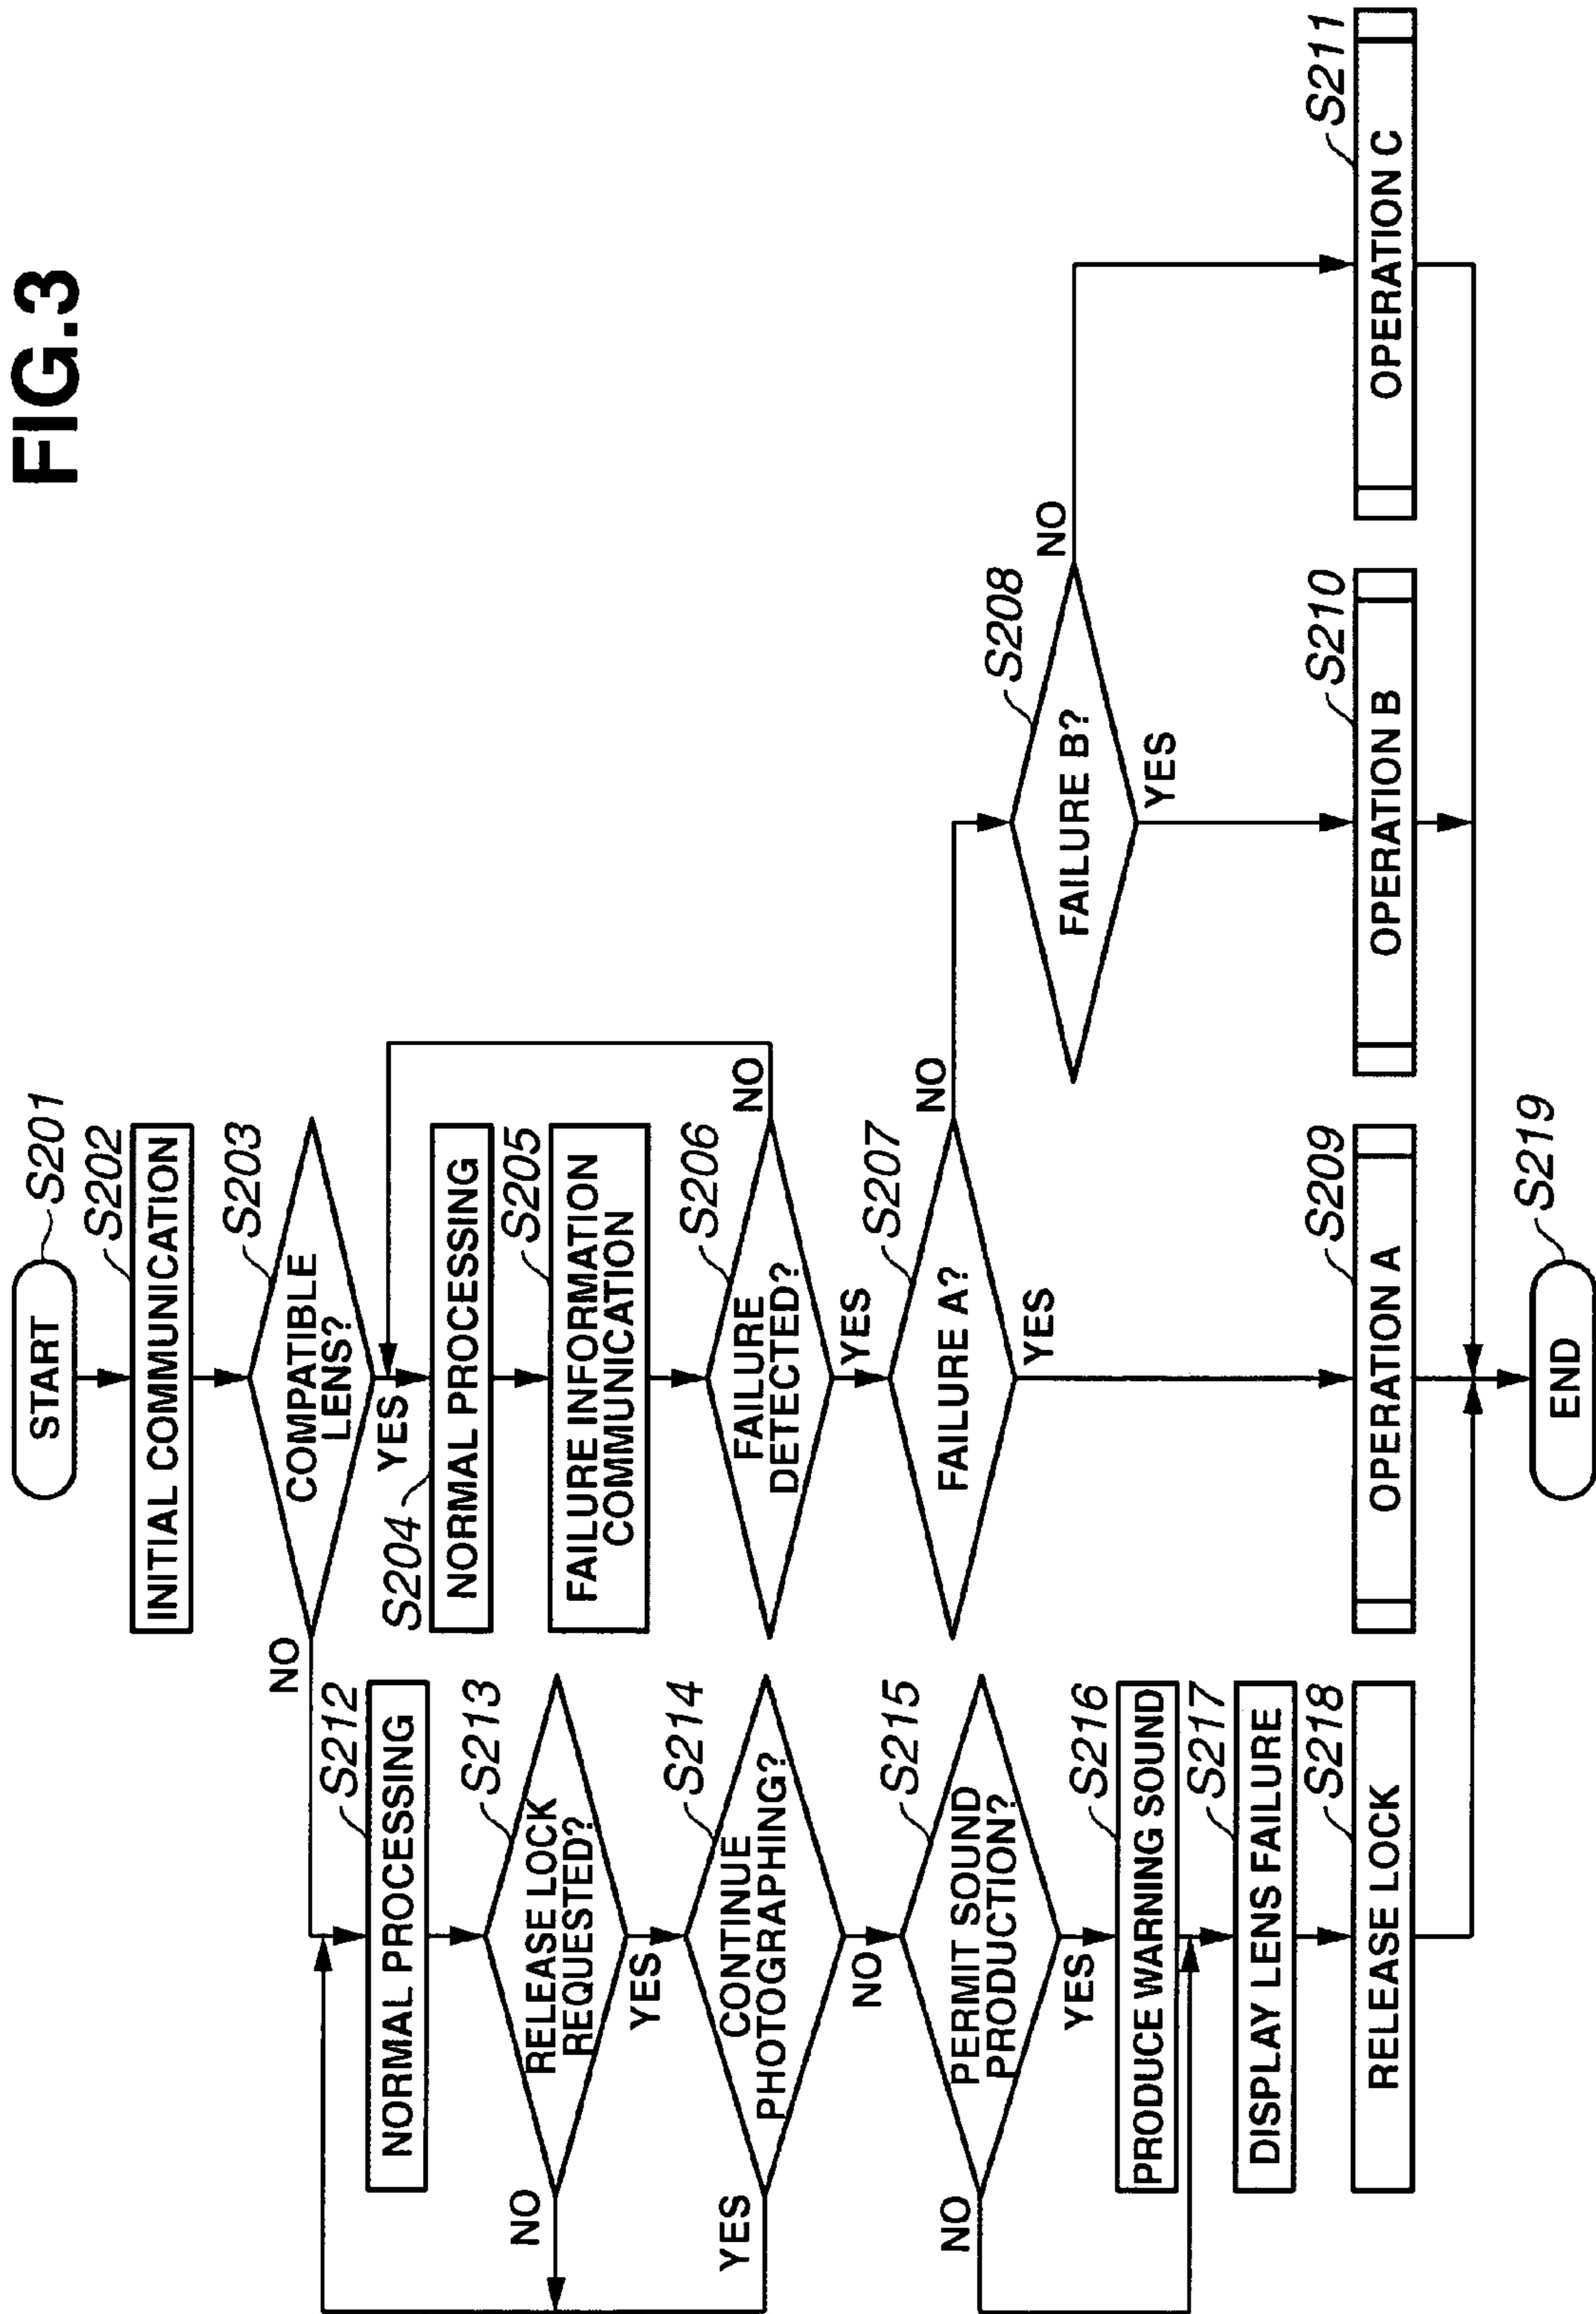 FIG.3
START
S201
INITIAL COMMUNICATION
S202
COMPATIBLE
LENS?
S203
NO
YES
S204
NORMAL PROCESSING
FAILURE INFORMATION
COMMUNICATION
S205
FAILURE
DETECTED?
S206
NO
YES
FAILURE A?
S207
NO
YES
FAILURE B?
S208
NO
YES
OPERATION A
S209
OPERATION B
S210
OPERATION C
S211
NORMAL PROCESSING
S212
RELEASE LOCK
REQUESTED?
S213
NO
YES
CONTINUE
PHOTOGRAPHING?
S214
YES
NO
PERMIT SOUND
PRODUCTION?
S215
NO
YES
PRODUCE WARNING SOUND
S216
DISPLAY LENS FAILURE
S217
RELEASE LOCK
S218
END
S219